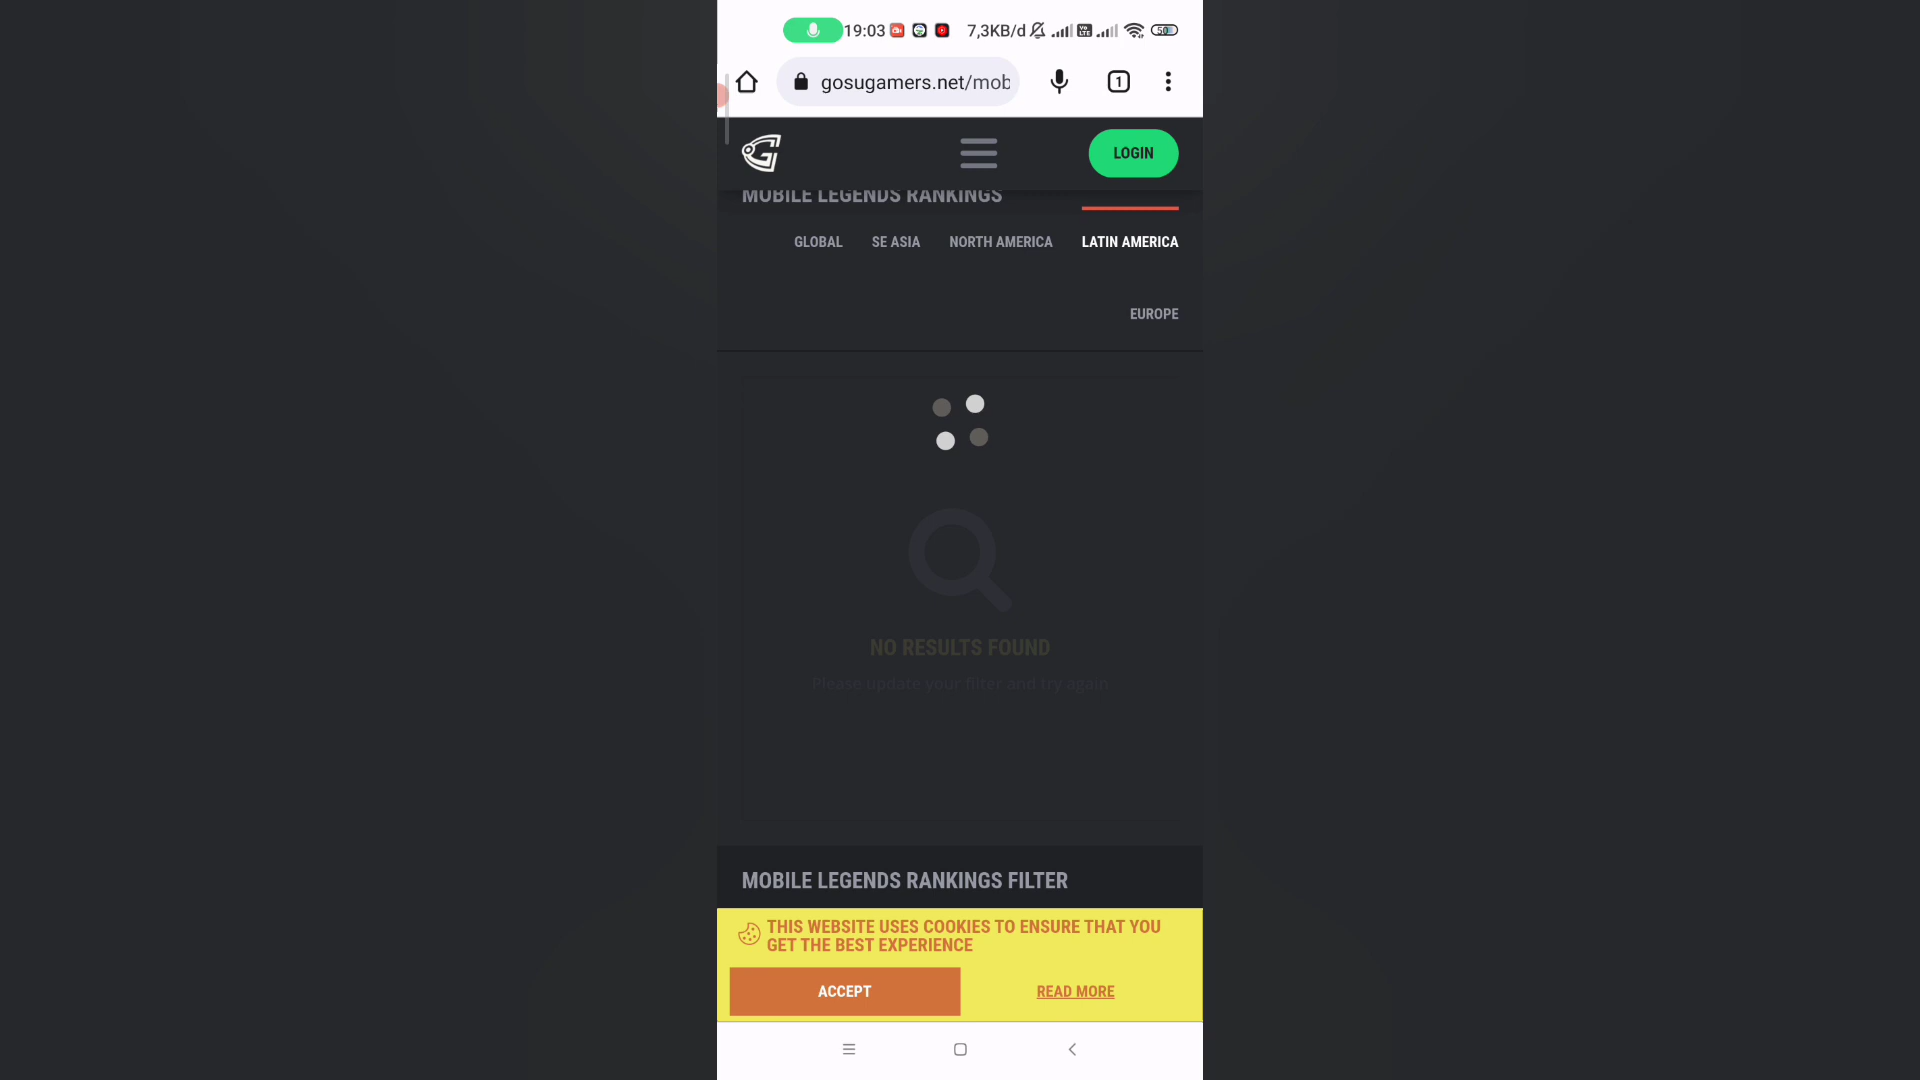 19:03 7,3KB/d 50
gosugamers.net/mob 1
LOGIN
MOBILE LEGENDS RANKINGS
GLOBAL SE ASIA NORTH AMERICA LATIN AMERICA
EUROPE
NO RESULTS FOUND
Please update your filter and try again
MOBILE LEGENDS RANKINGS FILTER
THIS WEBSITE USES COOKIES TO ENSURE THAT YOU
GET THE BEST EXPERIENCE
ACCEPT READ MORE